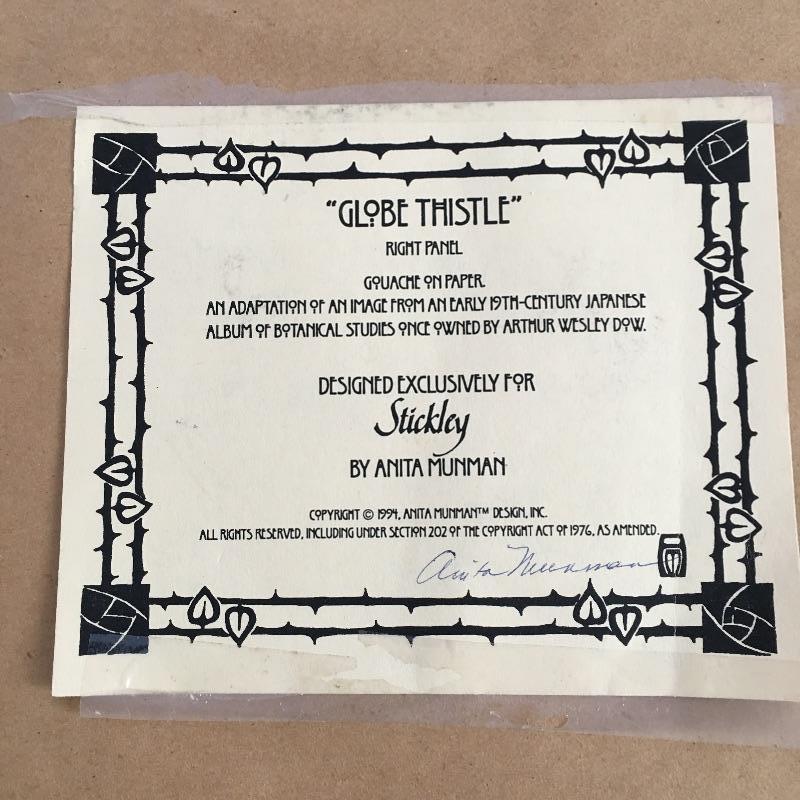 "GLOBE THISTLE"
RIGHT PANEL
GOUACHE ON PAPER.
AN ADAPTATION OF AN IMAGE FROM AN EARLY 19TH-CENTURY JAPANESE
ALBUM OF BOTANICAL STUDIES ONCE OWNED BY ARTHUR WESLEY DOW.
DESIGNED EXCLUSIVELY FOR
Stickley
BY ANITA MUNMAN
COPYRIGHT © 1994, ANITA MUNMAN™ DESIGN, INC.
ALL RIGHTS RESERVED, INCLUDING UNDER SECTION 202 OF THE COPYRIGHT ACT OF 1976, AS AMENDED.
Anita Munman